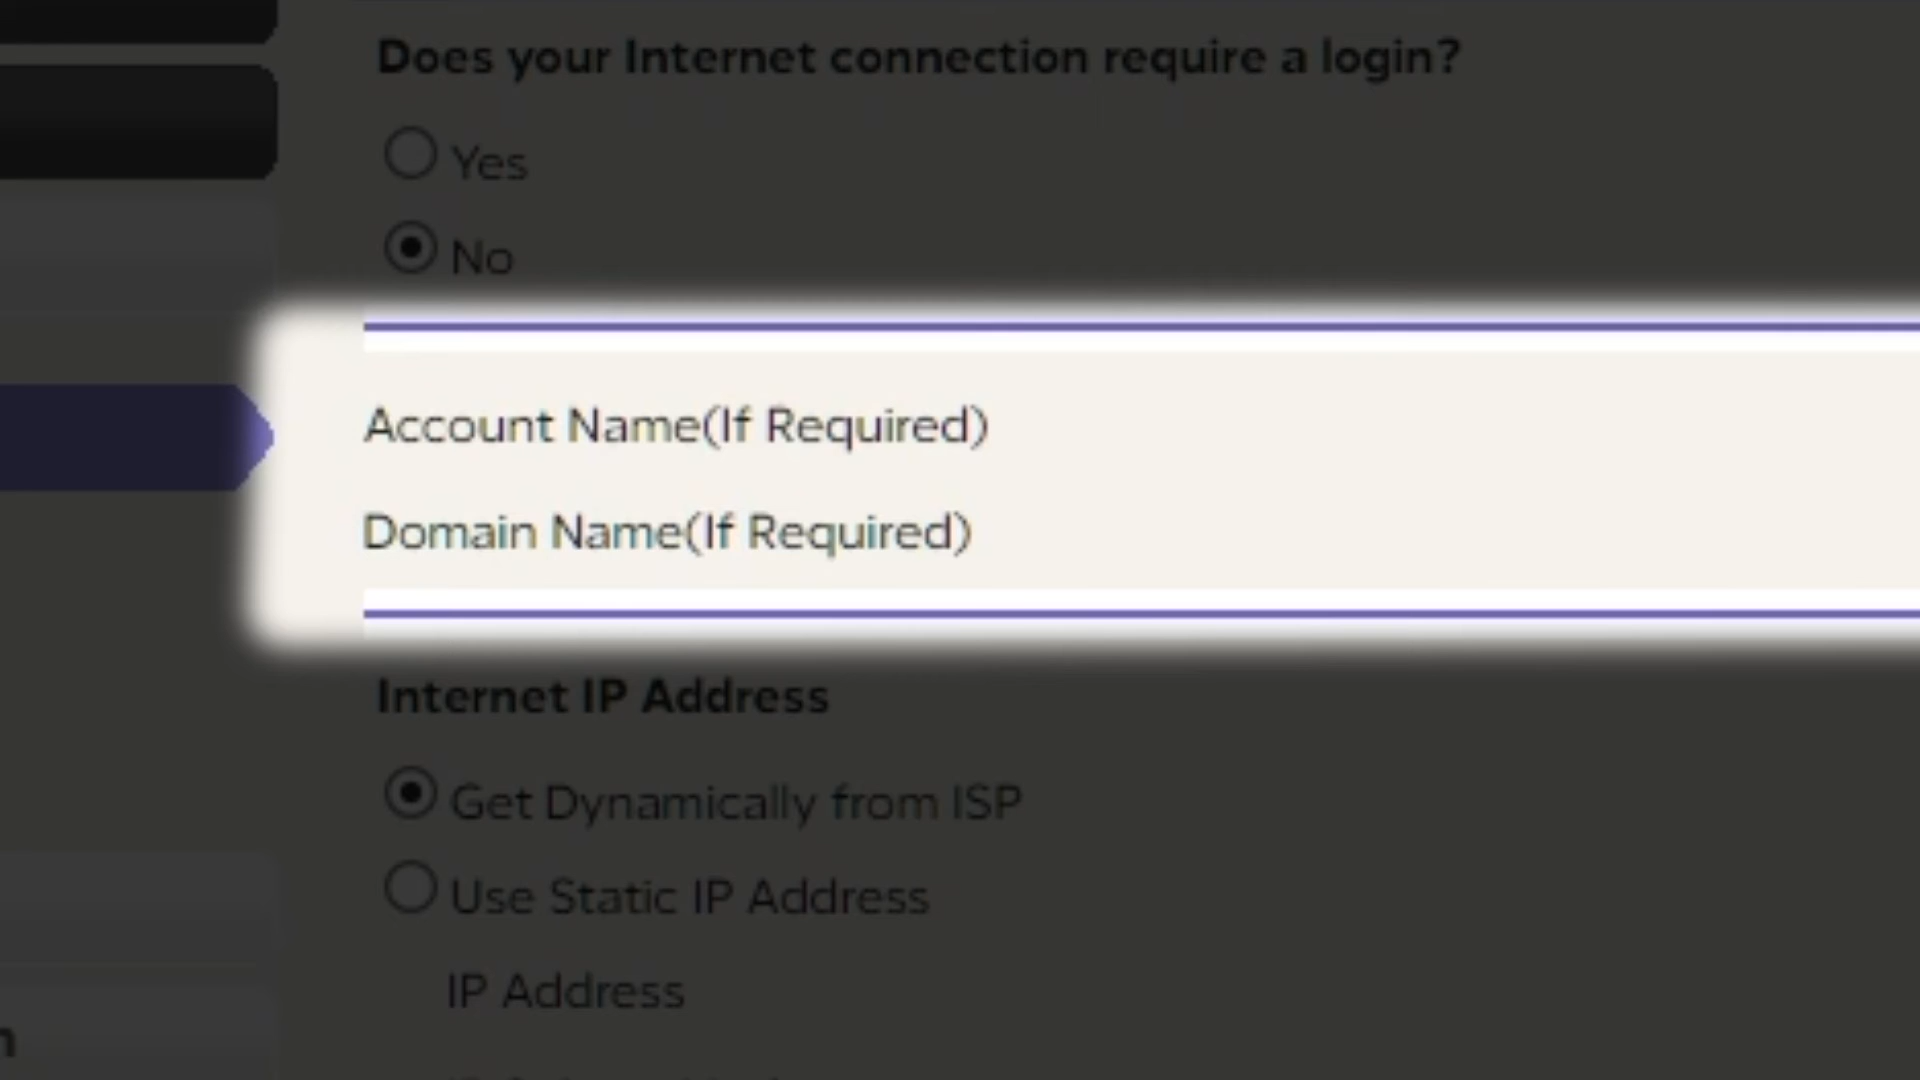 Does your Internet connection require a login?
Yes
No
Account Name(If Required)
Domain Name(If Required)
Internet IP Address
Get Dynamically from ISP
Use Static IP Address
IP Address